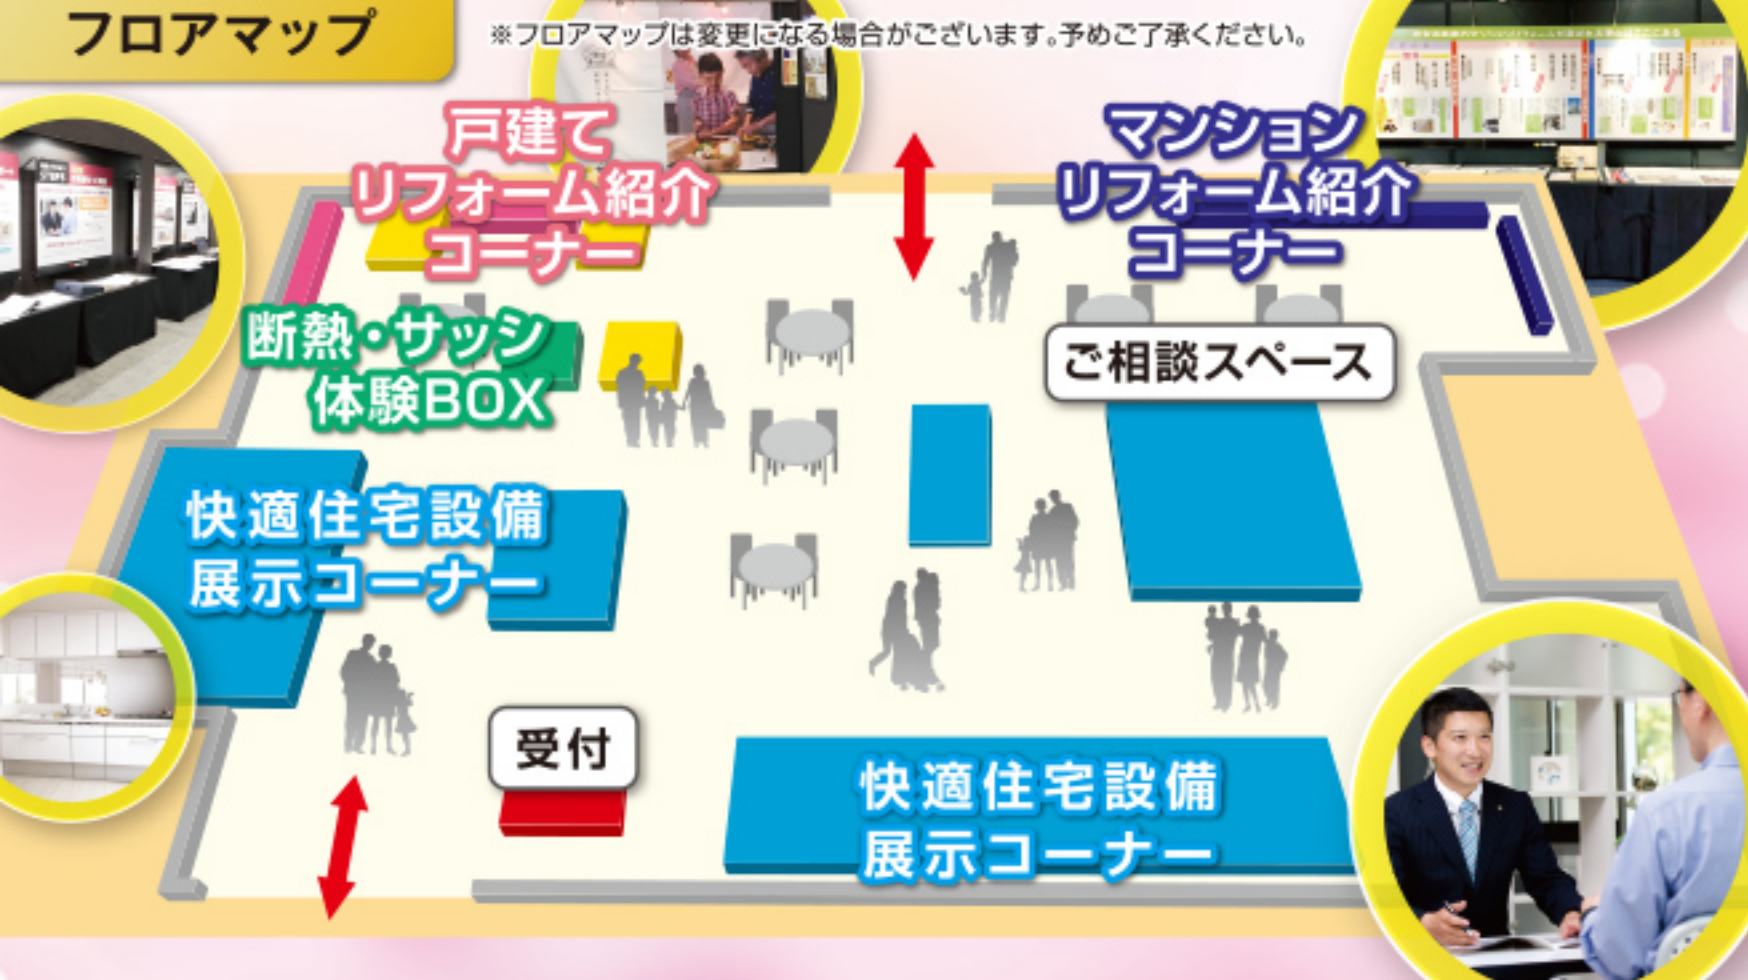 フロアマップ
※フロアマップは変更になる場合がございます。予めご了承ください。
戸建て
リフォーム紹介
コーナー
マンション
リフォーム紹介
コーナー
断熱・サッシ
体験BOX
ご相談スペース
快適住宅設備
展示コーナー
受付
快適住宅設備
展示コーナー